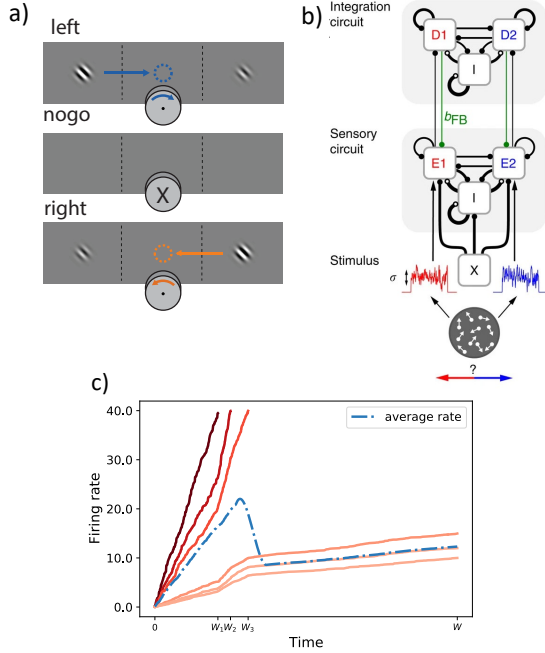 a)
left
nogo
X
right
b)
Integration
circuit
D1
D2
I
bFB
Sensory
circuit
E1
E2
I
Stimulus
X
σ
?
c)
average rate
Firing rate
40.0
30.0
20.0
10.0
0.0
0
W1
W2
W3
W
Time